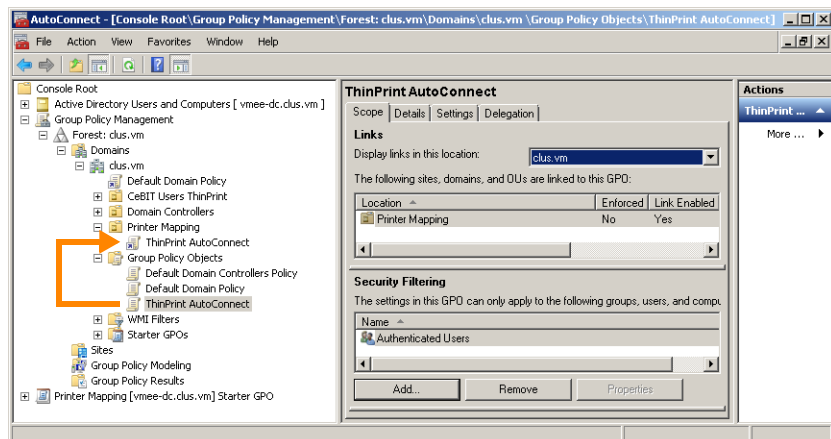 AutoConnect - [Console Root\Group Policy Management\Forest: clus.vm\Domains\clus.vm \Group Policy Objects\ThinPrint AutoConnect]
File Action View Favorites Window Help
Console Root
Active Directory Users and Computers [ vmee-dc.clus.vm ]
Group Policy Management
Forest: clus.vm
Domains
clus.vm
Default Domain Policy
CeBIT Users ThinPrint
Domain Controllers
Printer Mapping
ThinPrint AutoConnect
Group Policy Objects
Default Domain Controllers Policy
Default Domain Policy
ThinPrint AutoConnect
WMI Filters
Starter GPOs
Sites
Group Policy Modeling
Group Policy Results
Printer Mapping [vmee-dc.clus.vm] Starter GPO
ThinPrint AutoConnect
Scope Details Settings Delegation
Links
Display links in this location: clus.vm
The following sites, domains, and OUs are linked to this GPO:
Location Enforced Link Enabled
Printer Mapping No Yes
Security Filtering
The settings in this GPO can only apply to the following groups, users, and compu
Name
Authenticated Users
Add... Remove Properties
Actions
ThinPrint ...
More ...